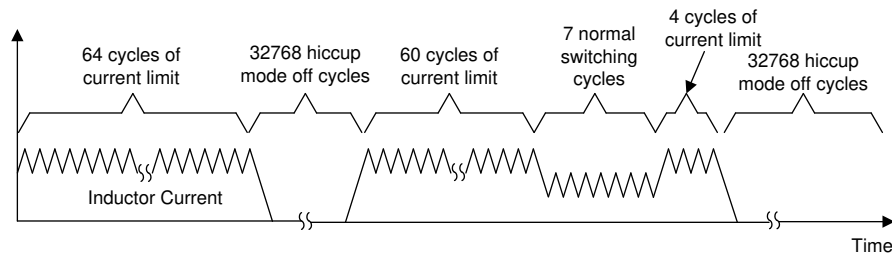 64 cycles of
current limit
32768 hiccup
mode off cycles
60 cycles of
current limit
7 normal
switching
cycles
4 cycles of
current limit
32768 hiccup
mode off cycles
Inductor Current
Time